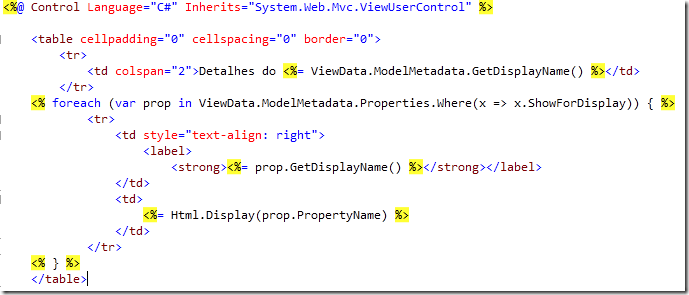 <%@ Control Language="C#" Inherits="System.Web.Mvc.ViewUserControl" %>
<table cellpadding="0" cellspacing="0" border="0">
<tr>
<td colspan="2">Detalhes do <%= ViewData.ModelMetadata.GetDisplayName() %></td>
</tr>
<% foreach (var prop in ViewData.ModelMetadata.Properties.Where(x => x.ShowForDisplay)) { %>
<tr>
<td style="text-align: right">
<label>
<strong><%= prop.GetDisplayName() %></strong></label>
</td>
<td>
<%= Html.Display(prop.PropertyName) %>
</td>
</tr>
<% } %>
</table>